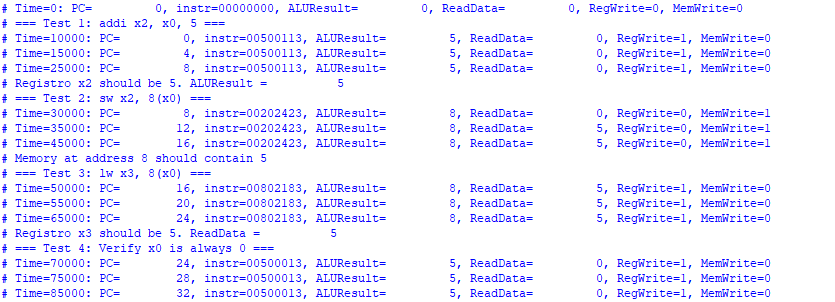 # Time=0: PC=         0, instr=00000000, ALUResult=         0, ReadData=         0, RegWrite=0, MemWrite=0
# === Test 1: addi x2, x0, 5 ===
# Time=10000: PC=         0, instr=00500113, ALUResult=         5, ReadData=         0, RegWrite=1, MemWrite=0
# Time=15000: PC=         4, instr=00500113, ALUResult=         5, ReadData=         0, RegWrite=1, MemWrite=0
# Time=25000: PC=         8, instr=00500113, ALUResult=         5, ReadData=         0, RegWrite=1, MemWrite=0
# Registro x2 should be 5. ALUResult =          5
# === Test 2: sw x2, 8(x0) ===
# Time=30000: PC=         8, instr=00202423, ALUResult=         8, ReadData=         0, RegWrite=0, MemWrite=1
# Time=35000: PC=        12, instr=00202423, ALUResult=         8, ReadData=         5, RegWrite=0, MemWrite=1
# Time=45000: PC=        16, instr=00202423, ALUResult=         8, ReadData=         5, RegWrite=0, MemWrite=1
# Memory at address 8 should contain 5
# === Test 3: lw x3, 8(x0) ===
# Time=50000: PC=        16, instr=00802183, ALUResult=         8, ReadData=         5, RegWrite=1, MemWrite=0
# Time=55000: PC=        20, instr=00802183, ALUResult=         8, ReadData=         5, RegWrite=1, MemWrite=0
# Time=65000: PC=        24, instr=00802183, ALUResult=         8, ReadData=         5, RegWrite=1, MemWrite=0
# Registro x3 should be 5. ReadData =          5
# === Test 4: Verify x0 is always 0 ===
# Time=70000: PC=        24, instr=00500013, ALUResult=         5, ReadData=         0, RegWrite=1, MemWrite=0
# Time=75000: PC=        28, instr=00500013, ALUResult=         5, ReadData=         0, RegWrite=1, MemWrite=0
# Time=85000: PC=        32, instr=00500013, ALUResult=         5, ReadData=         0, RegWrite=1, MemWrite=0